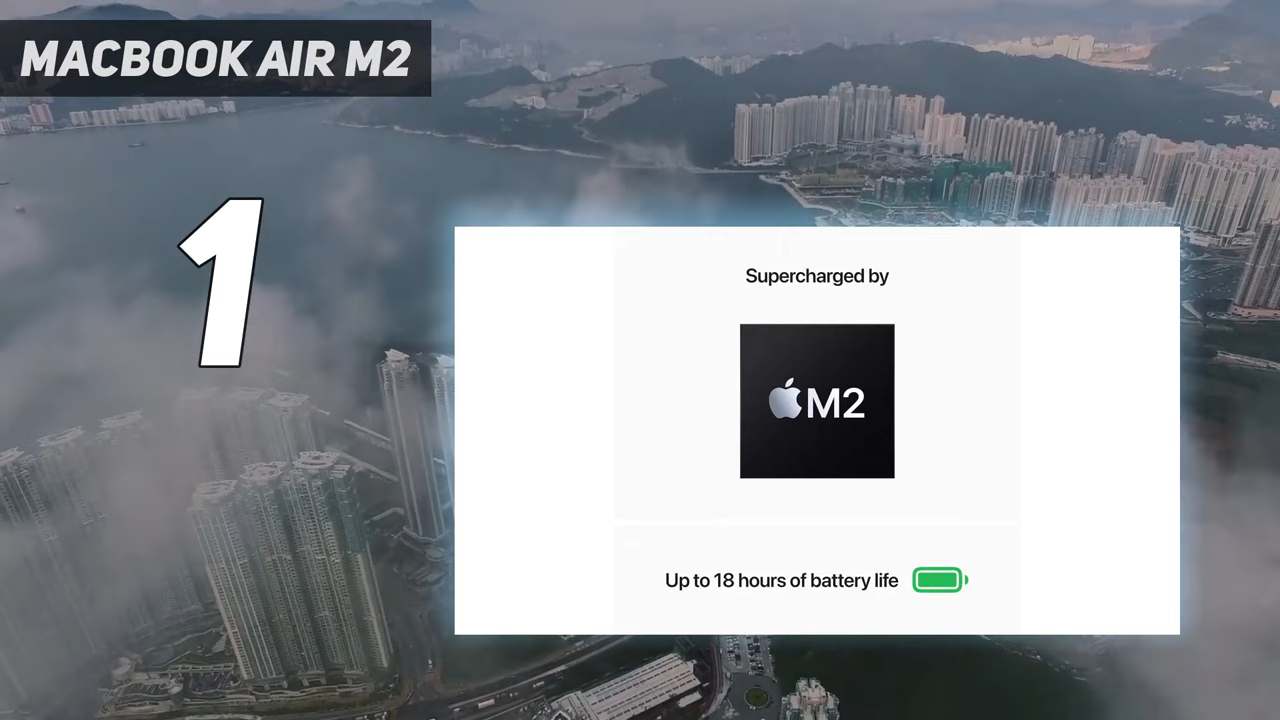 MACBOOK AIR M2
1
Supercharged by
M2
Up to 18 hours of battery life